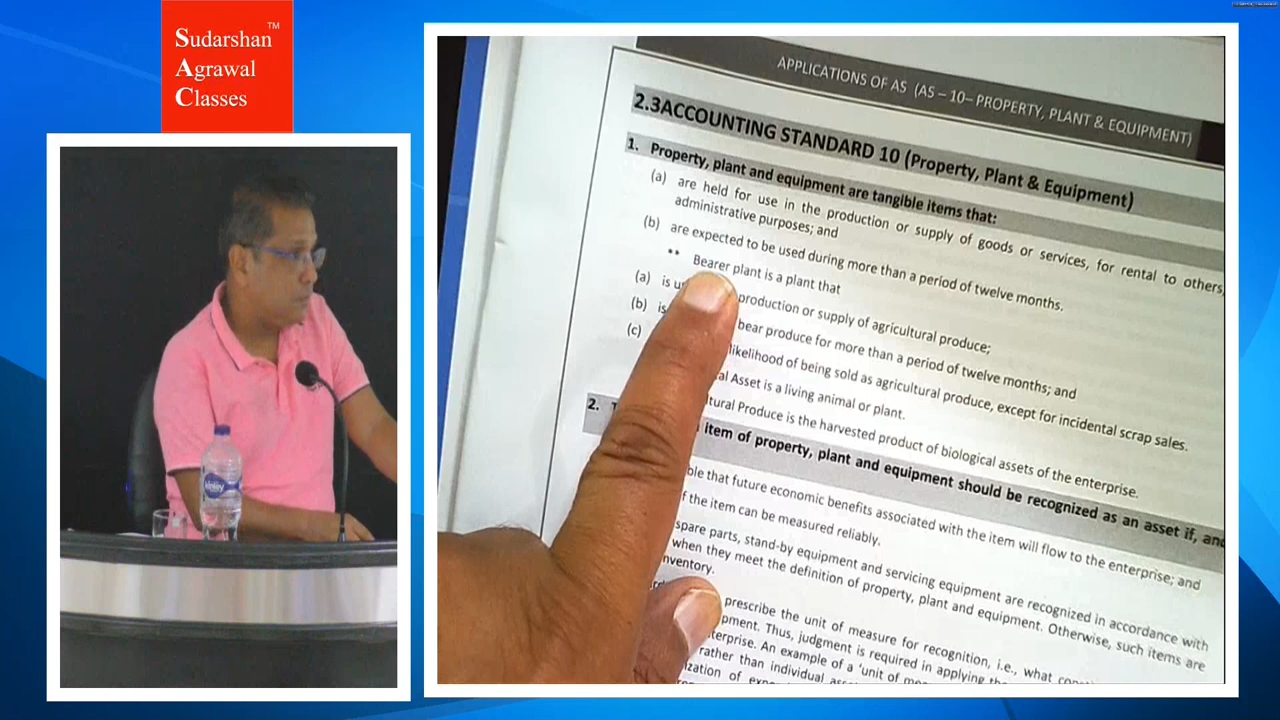 Sudarshan™
Agrawal
Classes
APPLICATIONS OF AS (AS – 10– PROPERTY, PLANT & EQUIPMENT)
2.3ACCOUNTING STANDARD 10 (Property, Plant & Equipment)
1. Property, plant and equipment are tangible items that:
(a) are held for use in the production or supply of goods or services, for rental to others,
administrative purposes; and
(b) are expected to be used during more than a period of twelve months.
** Bearer plant is a plant that
(a) is production or supply of agricultural produce;
(b) is bear produce for more than a period of twelve months; and
(c) likelihood of being sold as agricultural produce, except for incidental scrap sales.
Asset is a living animal or plant.
Produce is the harvested product of biological assets of the enterprise.
2. item of property, plant and equipment should be recognized as an asset if, and
that future economic benefits associated with the item will flow to the enterprise; and
the item can be measured reliably.
spare parts, stand-by equipment and servicing equipment are recognized in accordance with
when they meet the definition of property, plant and equipment. Otherwise, such items are
inventory.
prescribe the unit of measure for recognition, i.e., what
Thus, judgment is required in applying the
An example of a 'unit of
rather than individual
of
kinley